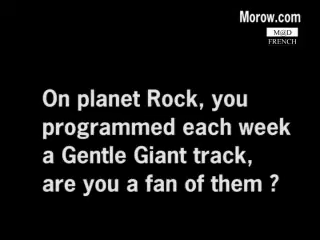 Morow.com
M@D
FRENCH
On planet Rock, you
programmed each week
a Gentle Giant track,
are you a fan of them ?